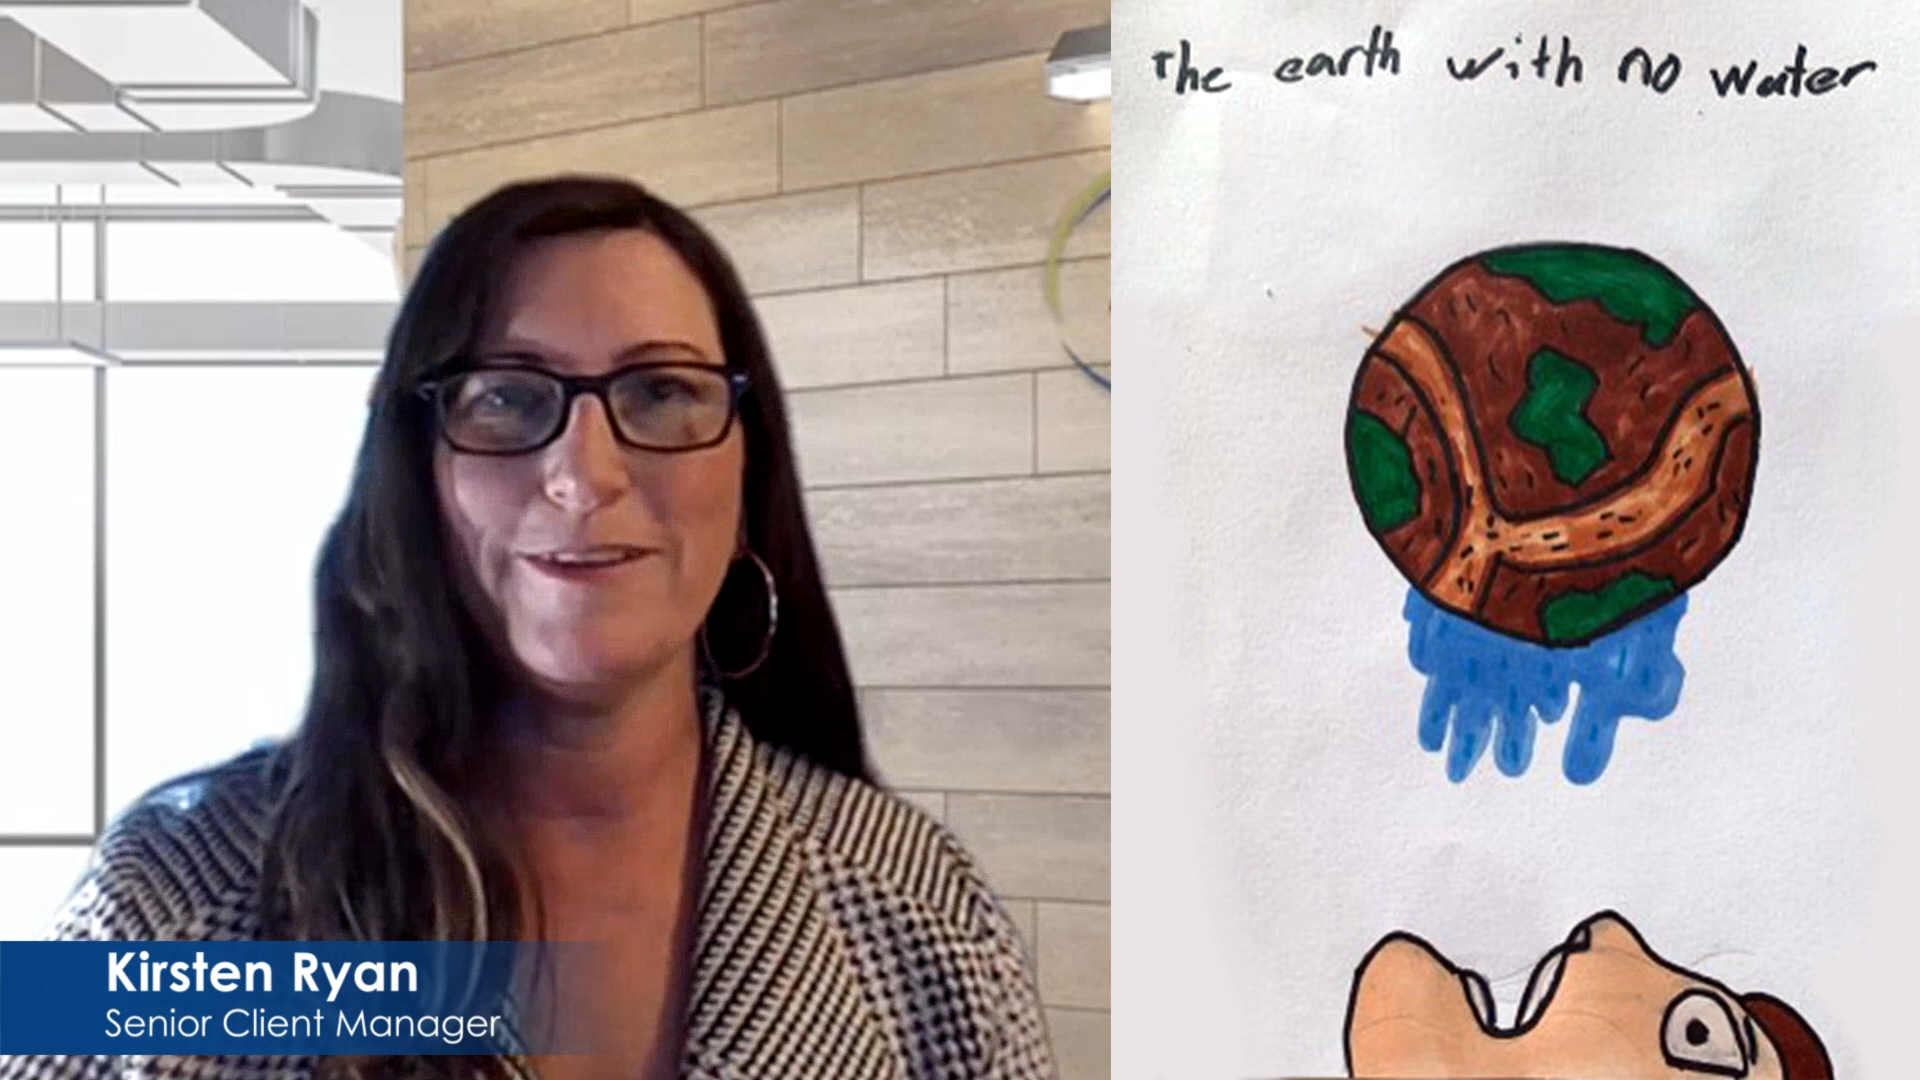 The earth with no water
Kirsten Ryan
Senior Client Manager